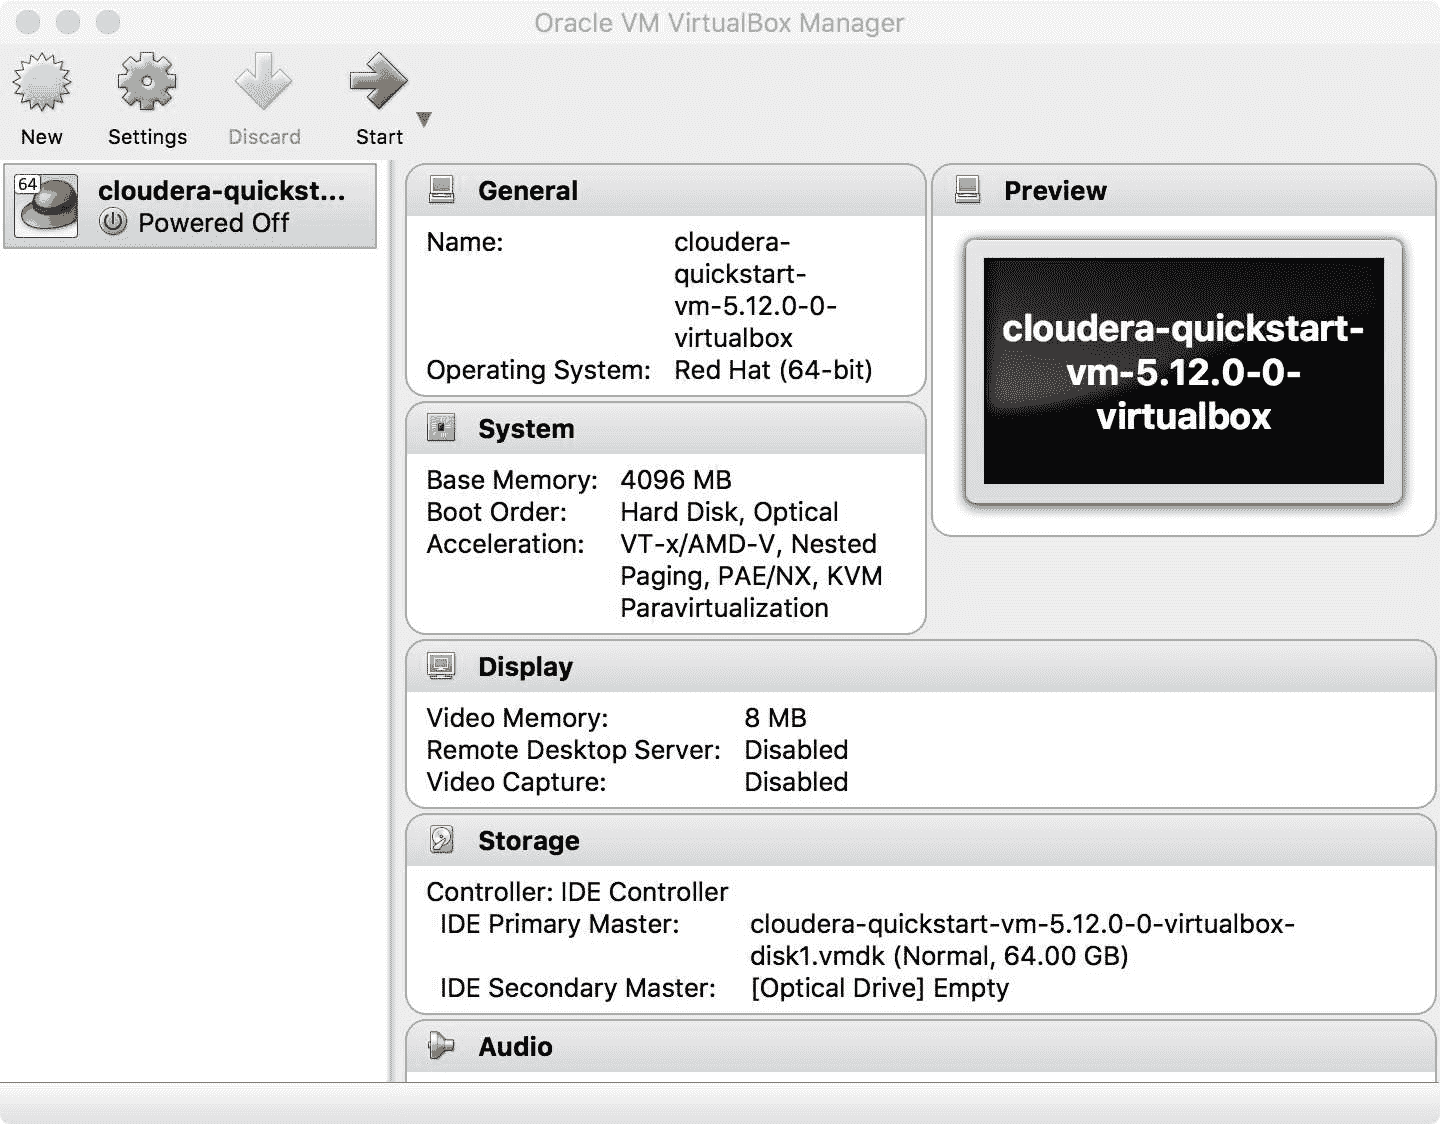 Oracle VM VirtualBox Manager
New
Settings
Discard
Start
64
cloudera-quickst...
Powered Off
General
Name:
cloudera-
quickstart-
vm-5.12.0-0-
virtualbox
Operating System: Red Hat (64-bit)
Preview
cloudera-quickstart-
vm-5.12.0-0-
virtualbox
System
Base Memory: 4096 MB
Boot Order: Hard Disk, Optical
Acceleration: VT-x/AMD-V, Nested
Paging, PAE/NX, KVM
Paravirtualization
Display
Video Memory: 8 MB
Remote Desktop Server: Disabled
Video Capture: Disabled
Storage
Controller: IDE Controller
IDE Primary Master: cloudera-quickstart-vm-5.12.0-0-virtualbox-
disk1.vmdk (Normal, 64.00 GB)
IDE Secondary Master: [Optical Drive] Empty
Audio